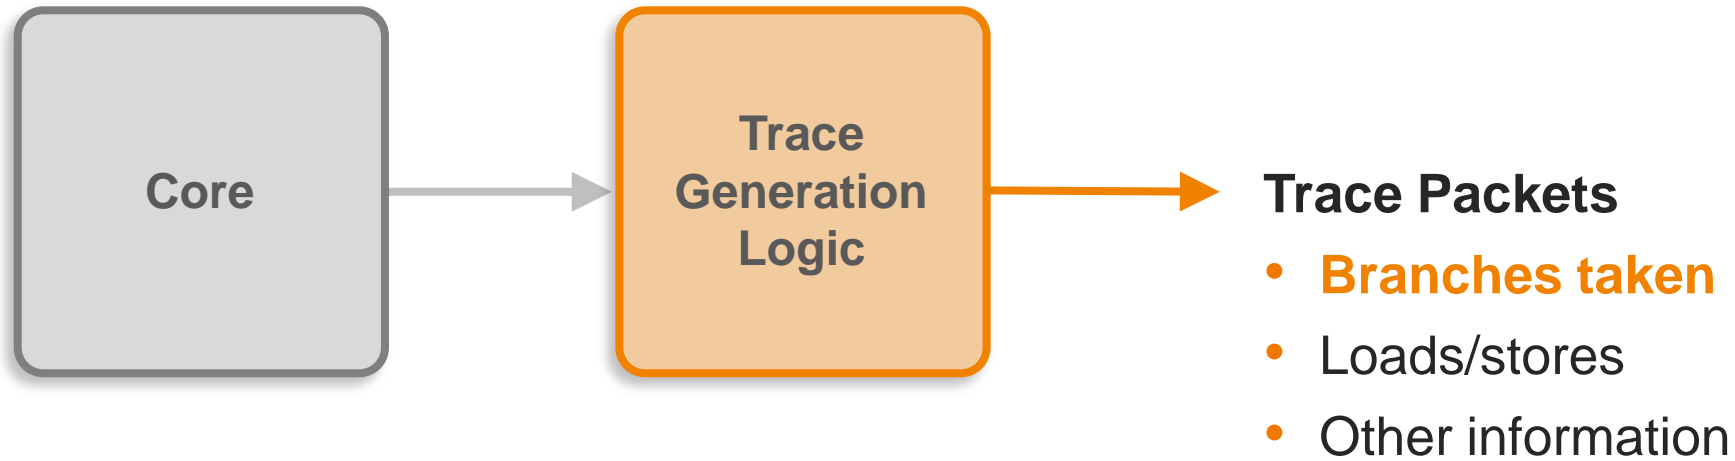 Core
Trace
Generation
Logic
Trace Packets
• Branches taken
• Loads/stores
• Other information